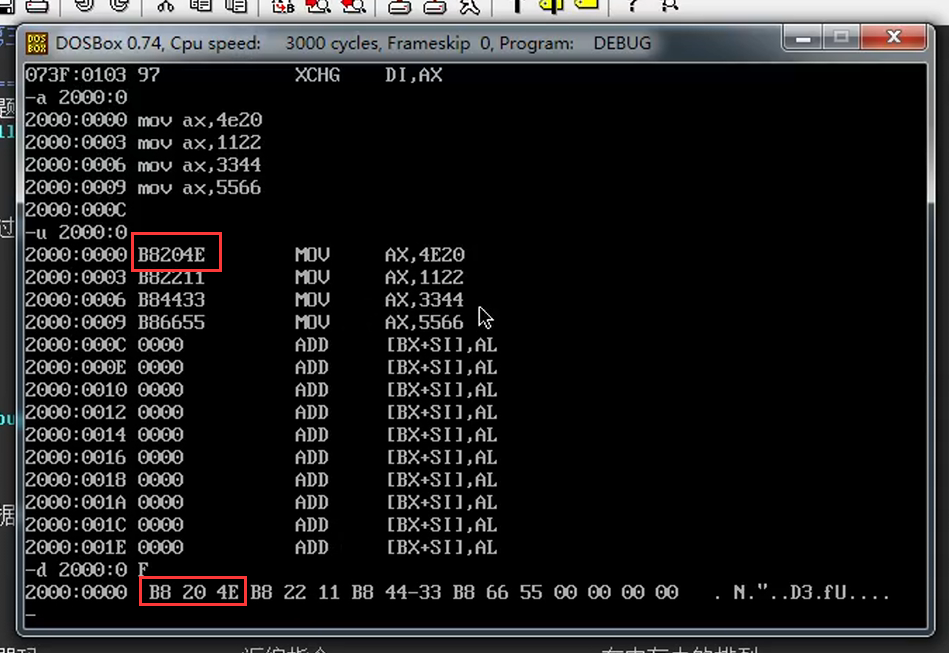 DOSBox 0.74, Cpu speed:    3000 cycles, Frameskip  0, Program:    DEBUG
073F:0103 97            XCHG    DI,AX
-a 2000:0
2000:0000 mov ax,4e20
2000:0003 mov ax,1122
2000:0006 mov ax,3344
2000:0009 mov ax,5566
2000:000C
-u 2000:0
2000:0000 B8204E        MOV     AX,4E20
2000:0003 B82211        MOV     AX,1122
2000:0006 B84433        MOV     AX,3344
2000:0009 B86655        MOV     AX,5566
2000:000C 0000          ADD     [BX+SI],AL
2000:000E 0000          ADD     [BX+SI],AL
2000:0010 0000          ADD     [BX+SI],AL
2000:0012 0000          ADD     [BX+SI],AL
2000:0014 0000          ADD     [BX+SI],AL
2000:0016 0000          ADD     [BX+SI],AL
2000:0018 0000          ADD     [BX+SI],AL
2000:001A 0000          ADD     [BX+SI],AL
2000:001C 0000          ADD     [BX+SI],AL
2000:001E 0000          ADD     [BX+SI],AL
-d 2000:0 F
2000:0000  B8 20 4E B8 22 11 B8 44-33 B8 66 55 00 00 00 00   . N."..D3.fU....
-